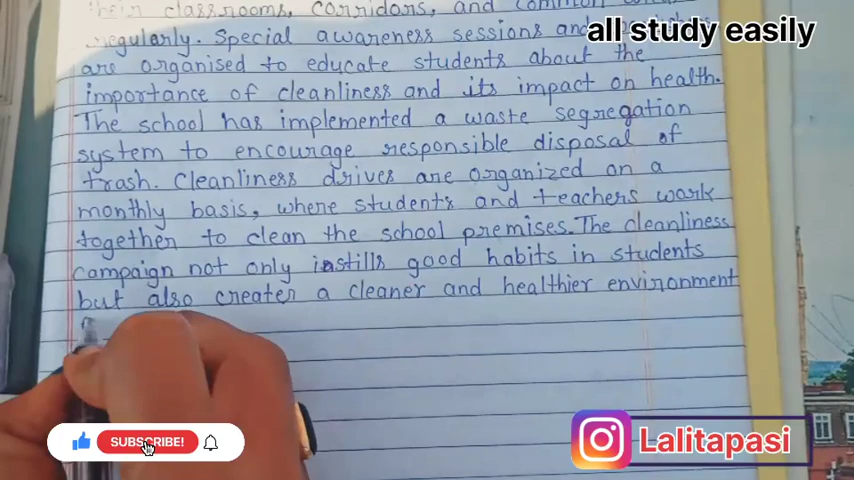 their classrooms, corridors, and common
regularly. Special awareness sessions and
are organised to educate students about the
importance of cleanliness and its impact on health.
The school has implemented a waste segregation
system to encourage responsible disposal of
trash. Cleanliness drives are organized on a
monthly basis, where students and teachers work
together to clean the school premises. The cleanliness
campaign not only instills good habits in students
but also creater a cleaner and healthier environment
all study easily
SUBSCRIBE!
Lalitapasi